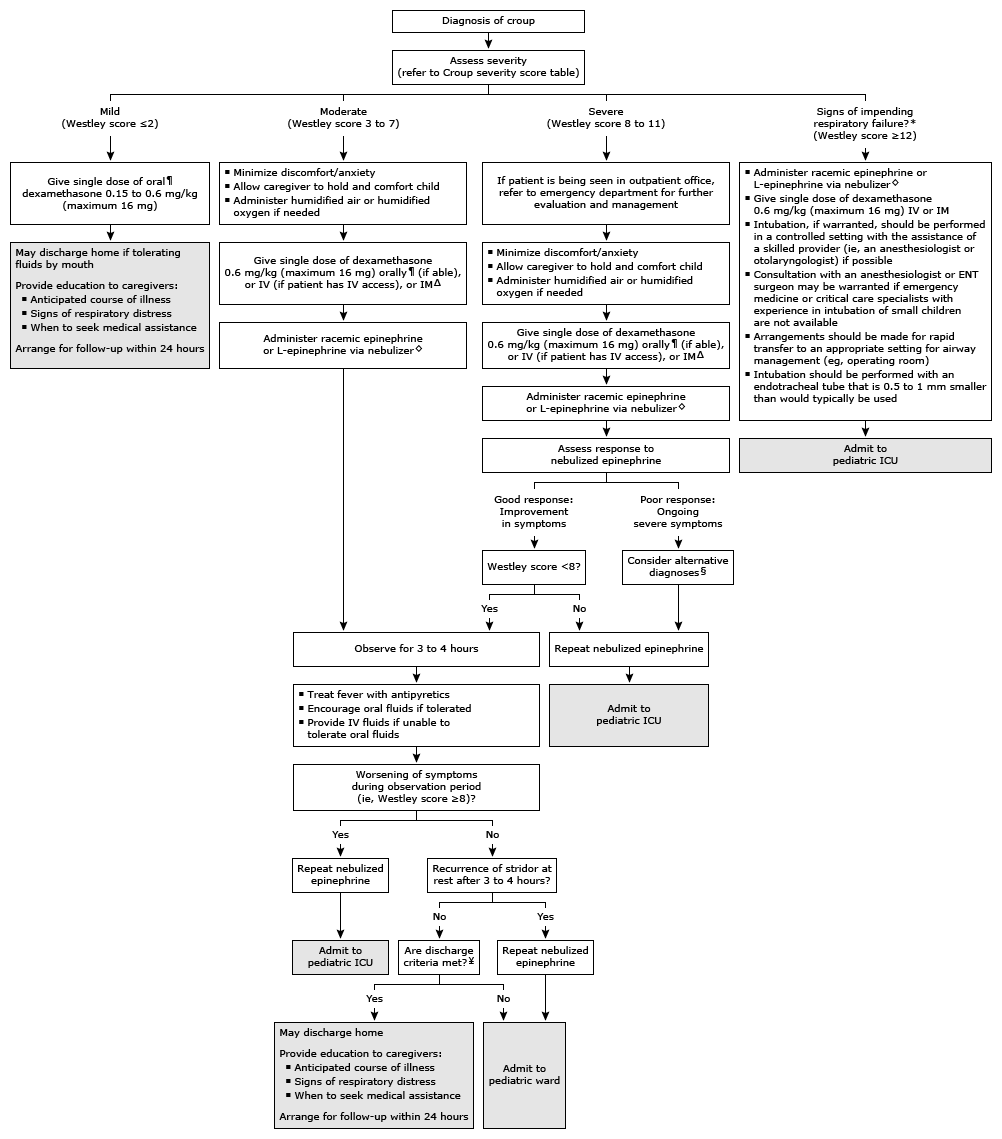 Diagnosis of croup
Assess severity
(refer to Croup severity score table)
Mild
(Westley score ≤2)
Moderate
(Westley score 3 to 7)
Severe
(Westley score 8 to 11)
Signs of impending
respiratory failure?*
(Westley score ≥12)
Give single dose of oral¶
dexamethasone 0.15 to 0.6 mg/kg
(maximum 16 mg)
May discharge home if tolerating
fluids by mouth
Provide education to caregivers:
▪ Anticipated course of illness
▪ Signs of respiratory distress
▪ When to seek medical assistance
Arrange for follow-up within 24 hours
▪ Minimize discomfort/anxiety
▪ Allow caregiver to hold and comfort child
▪ Administer humidified air or humidified
oxygen if needed
Give single dose of dexamethasone
0.6 mg/kg (maximum 16 mg) orally¶ (if able),
or IV (if patient has IV access), or IMΔ
Administer racemic epinephrine
or L-epinephrine via nebulizer◇
If patient is being seen in outpatient office,
refer to emergency department for further
evaluation and management
▪ Minimize discomfort/anxiety
▪ Allow caregiver to hold and comfort child
▪ Administer humidified air or humidified
oxygen if needed
Give single dose of dexamethasone
0.6 mg/kg (maximum 16 mg) orally¶ (if able),
or IV (if patient has IV access), or IMΔ
Administer racemic epinephrine
or L-epinephrine via nebulizer◇
Assess response to
nebulized epinephrine
▪ Administer racemic epinephrine or
L-epinephrine via nebulizer◇
▪ Give single dose of dexamethasone
0.6 mg/kg (maximum 16 mg) IV or IM
▪ Intubation, if warranted, should be performed
in a controlled setting with the assistance of
a skilled provider (ie, an anesthesiologist or
otolaryngologist) if possible
▪ Consultation with an anesthesiologist or ENT
surgeon may be warranted if emergency
medicine or critical care specialists with
experience in intubation of small children
are not available
▪ Arrangements should be made for rapid
transfer to an appropriate setting for airway
management (eg, operating room)
▪ Intubation should be performed with an
endotracheal tube that is 0.5 to 1 mm smaller
than would typically be used
Admit to
pediatric ICU
Good response:
Improvement
in symptoms
Poor response:
Ongoing
severe symptoms
Westley score <8?
Consider alternative
diagnoses§
Yes
No
Observe for 3 to 4 hours
Repeat nebulized epinephrine
▪ Treat fever with antipyretics
▪ Encourage oral fluids if tolerated
▪ Provide IV fluids if unable to
tolerate oral fluids
Admit to
pediatric ICU
Worsening of symptoms
during observation period
(ie, Westley score ≥8)?
Yes
No
Repeat nebulized
epinephrine
Recurrence of stridor at
rest after 3 to 4 hours?
No
Yes
Admit to
pediatric ICU
Are discharge
criteria met?¥
Repeat nebulized
epinephrine
Yes
No
May discharge home
Provide education to caregivers:
▪ Anticipated course of illness
▪ Signs of respiratory distress
▪ When to seek medical assistance
Arrange for follow-up within 24 hours
Admit to
pediatric ward